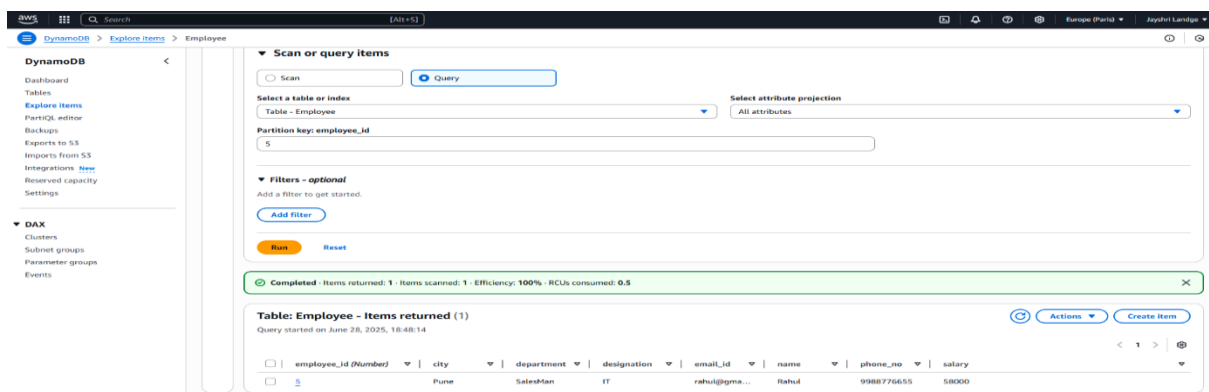 aws Search [Alt+S] Europe (Paris) Jayshri Landge
DynamoDB > Explore items > Employee
DynamoDB
Dashboard
Tables
Explore items
PartiQL editor
Backups
Exports to S3
Imports from S3
Integrations New
Reserved capacity
Settings
DAX
Clusters
Subnet groups
Parameter groups
Events
Scan or query items
Scan Query
Select a table or index Select attribute projection
Table - Employee All attributes
Partition key: employee_id
5
Filters - optional
Add a filter to get started.
Add filter
Run Reset
Completed · Items returned: 1 · Items scanned: 1 · Efficiency: 100% · RCUs consumed: 0.5
Table: Employee - Items returned (1) Actions Create item
Query started on June 28, 2025, 18:48:14
< 1 >
employee_id (Number) city department designation email_id name phone_no salary
5 Pune SalesMan IT rahul@gma... Rahul 9988776655 58000